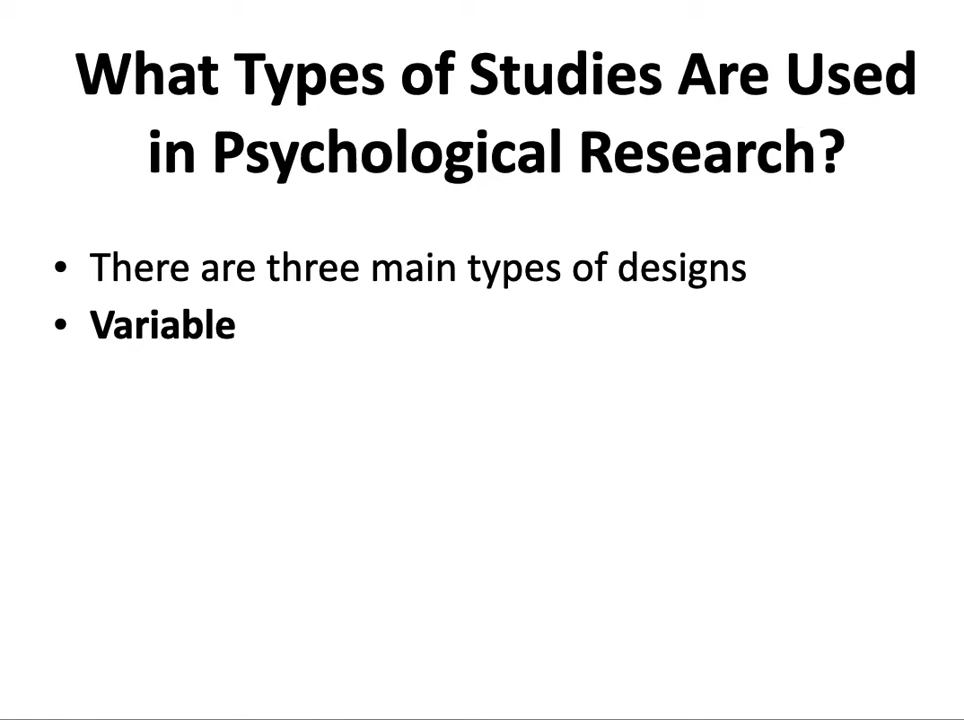 What Types of Studies Are Used
in Psychological Research?
• There are three main types of designs
• Variable